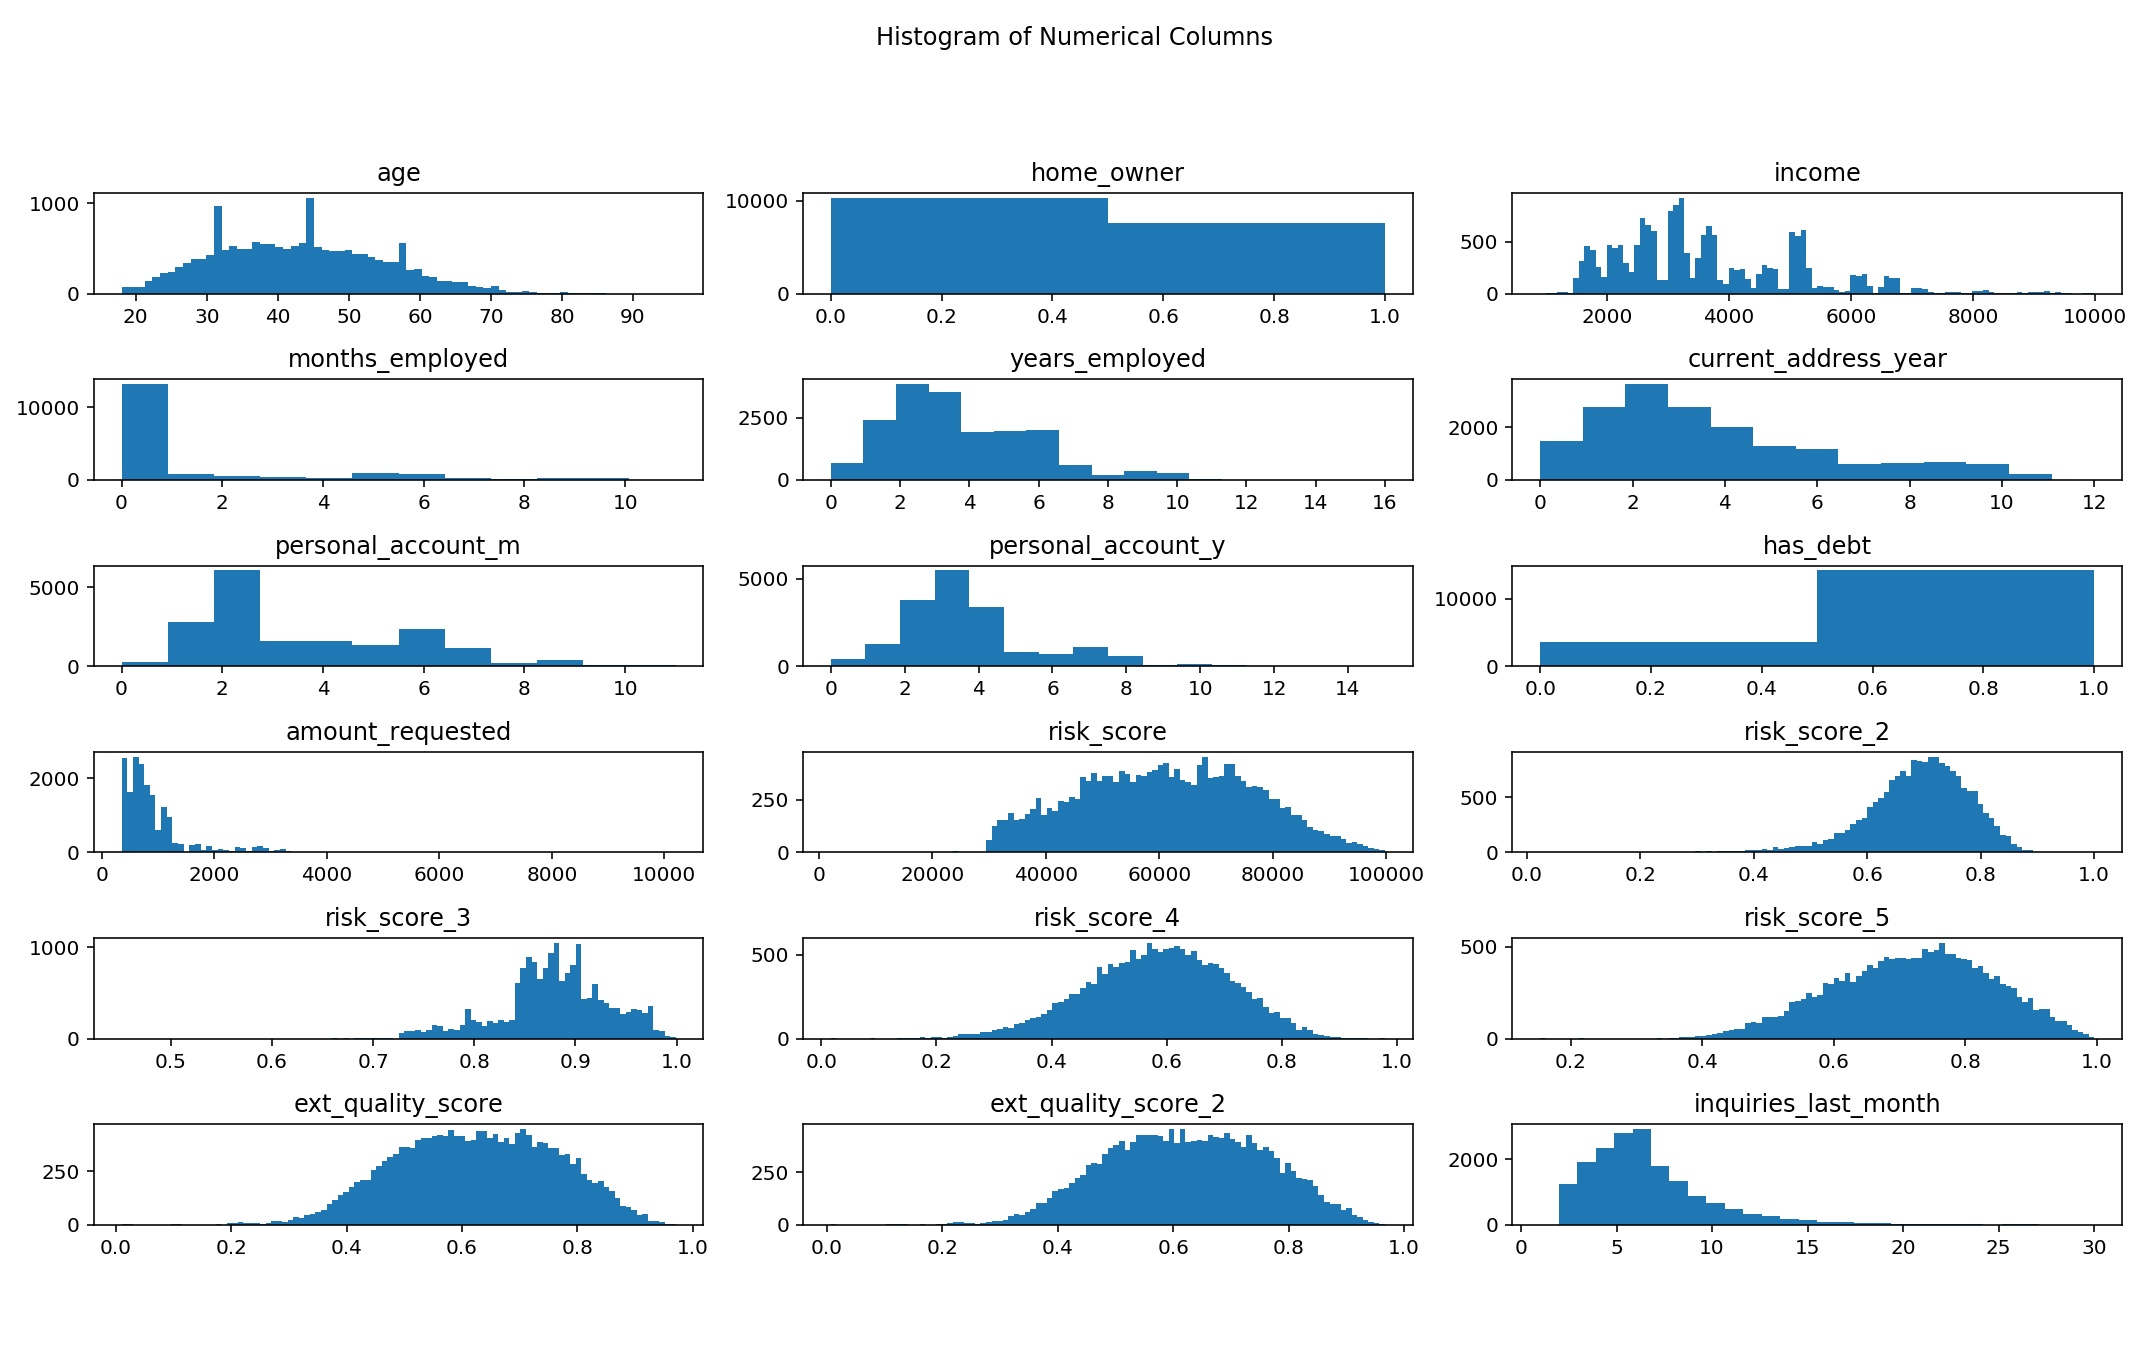 Histogram of Numerical Columns
age
home_owner
income
1000
0
20 30 40 50 60 70 80 90
10000
0
0.0 0.2 0.4 0.6 0.8 1.0
500
0
2000 4000 6000 8000 10000
months_employed
years_employed
current_address_year
10000
0
0 2 4 6 8 10
2500
0
0 2 4 6 8 10 12 14 16
2000
0
0 2 4 6 8 10 12
personal_account_m
personal_account_y
has_debt
5000
0
0 2 4 6 8 10
5000
0
0 2 4 6 8 10 12 14
10000
0
0.0 0.2 0.4 0.6 0.8 1.0
amount_requested
risk_score
risk_score_2
2000
0
0 2000 4000 6000 8000 10000
250
0
0 20000 40000 60000 80000 100000
500
0
0.0 0.2 0.4 0.6 0.8 1.0
risk_score_3
risk_score_4
risk_score_5
1000
0
0.5 0.6 0.7 0.8 0.9 1.0
500
0
0.0 0.2 0.4 0.6 0.8 1.0
500
0
0.2 0.4 0.6 0.8 1.0
ext_quality_score
ext_quality_score_2
inquiries_last_month
250
0
0.0 0.2 0.4 0.6 0.8 1.0
250
0
0.0 0.2 0.4 0.6 0.8 1.0
2000
0
0 5 10 15 20 25 30